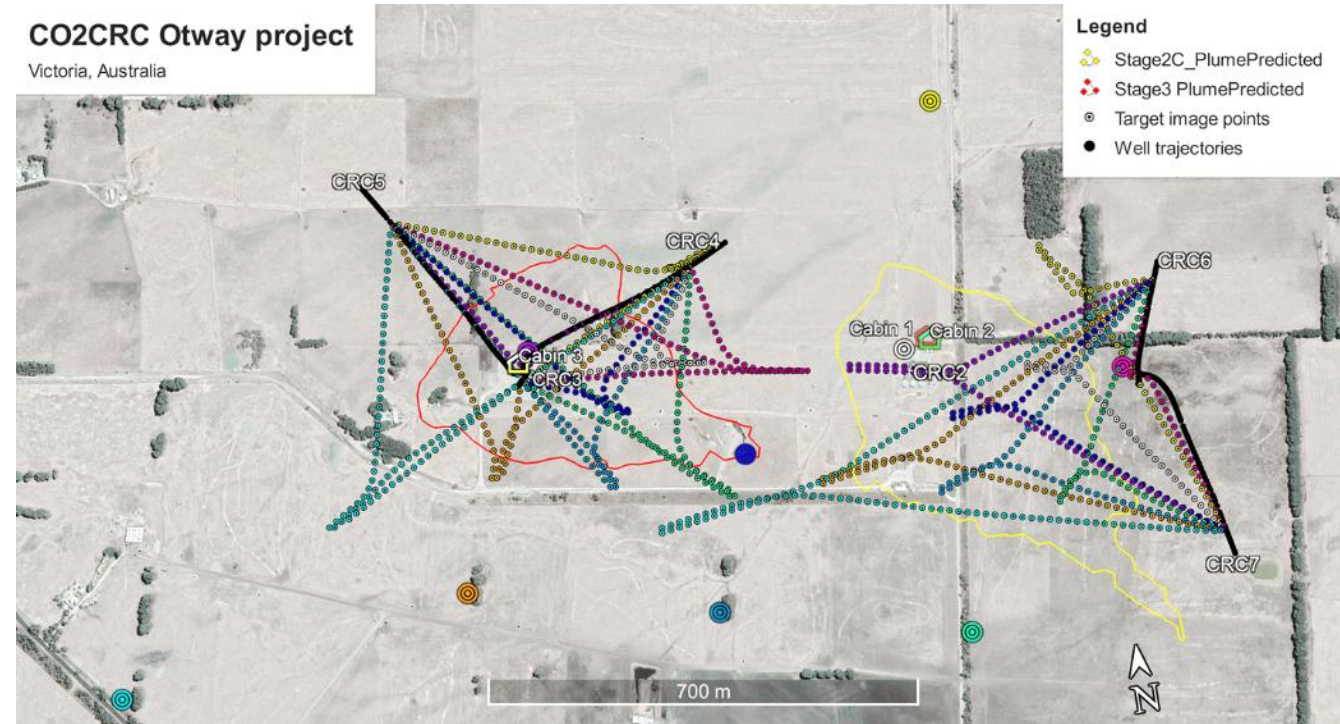 CO2CRC Otway project
Victoria, Australia
Legend
Stage2C_PlumePredicted
Stage3 PlumePredicted
Target image points
Well trajectories
CRC5
CRC4
CRC6
Cabin 1
Cabin 2
Cabin 3
CRC3
CRC2
CRC7
700 m
N